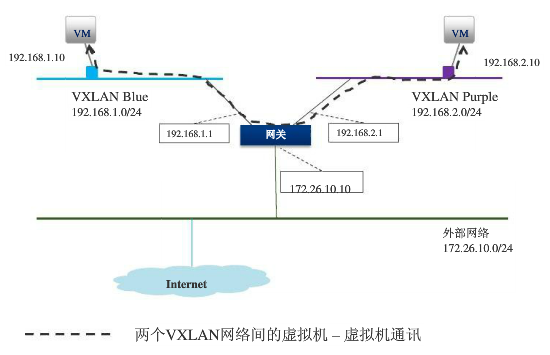 VM
VM
192.168.1.10
192.168.2.10
VXLAN Blue
192.168.1.0/24
VXLAN Purple
192.168.2.0/24
192.168.1.1
网关
192.168.2.1
172.26.10.10
外部网络
172.26.10.0/24
Internet
两个VXLAN网络间的虚拟机 – 虚拟机通讯